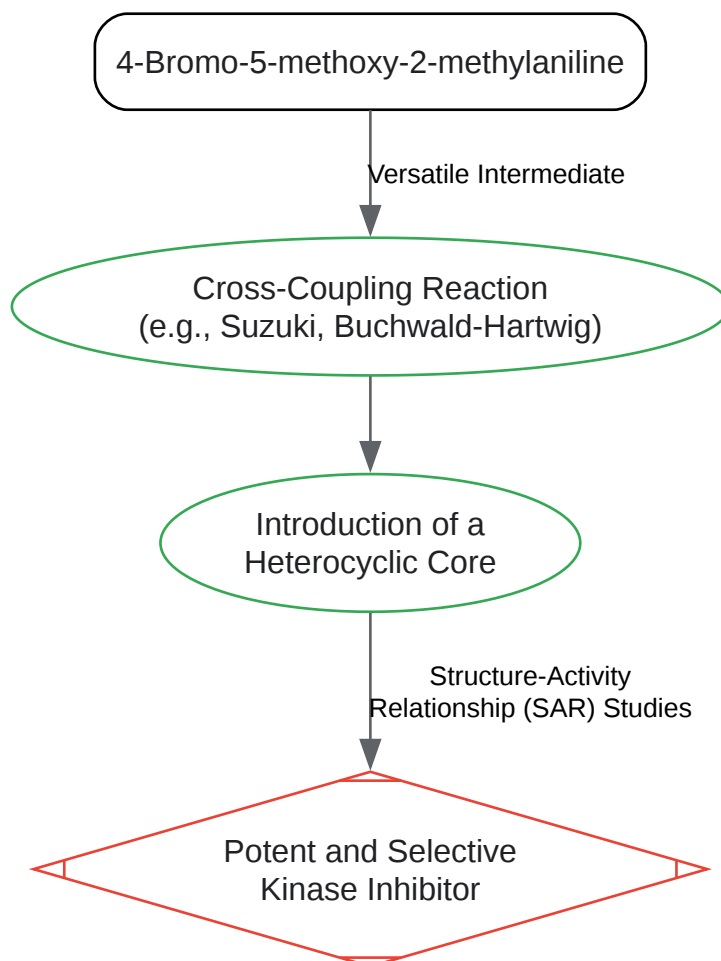 4-Bromo-5-methoxy-2-methylaniline
Versatile Intermediate
Cross-Coupling Reaction
(e.g., Suzuki, Buchwald-Hartwig)
Introduction of a
Heterocyclic Core
Structure-Activity
Relationship (SAR) Studies
Potent and Selective
Kinase Inhibitor